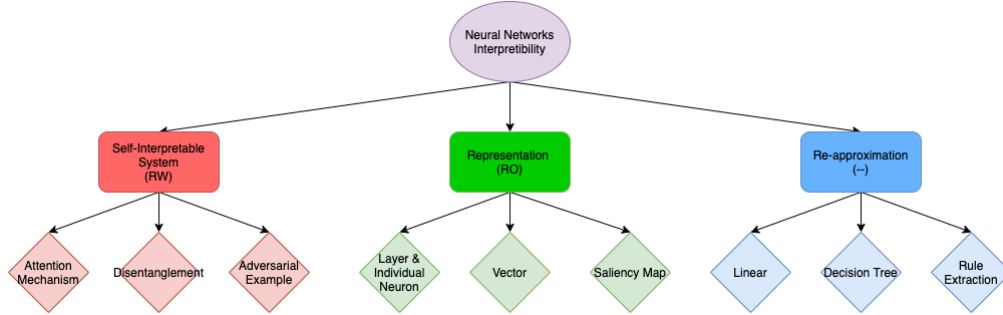 Neural Networks
Interpretibility
Self-Interpretable
System
(RW)
Representation
(RO)
Re-approximation
(--)
Attention
Mechanism
Disentanglement
Adversarial
Example
Layer &
Individual
Neuron
Vector
Saliency Map
Linear
Decision Tree
Rule
Extraction